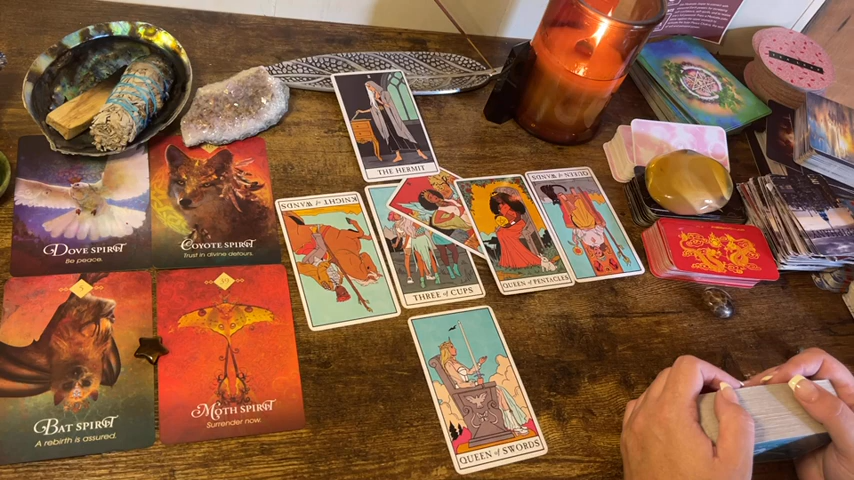 THE HERMIT
DOVE SPIRIT
Be peace.
COYOTE SPIRIT
Trust in divine detours.
KNIGHT of WANDS
THREE of CUPS
QUEEN of PENTACLES
QUEEN of WANDS
BAT SPIRIT
A rebirth is assured.
MOTH SPIRIT
Surrender now.
QUEEN of SWORDS